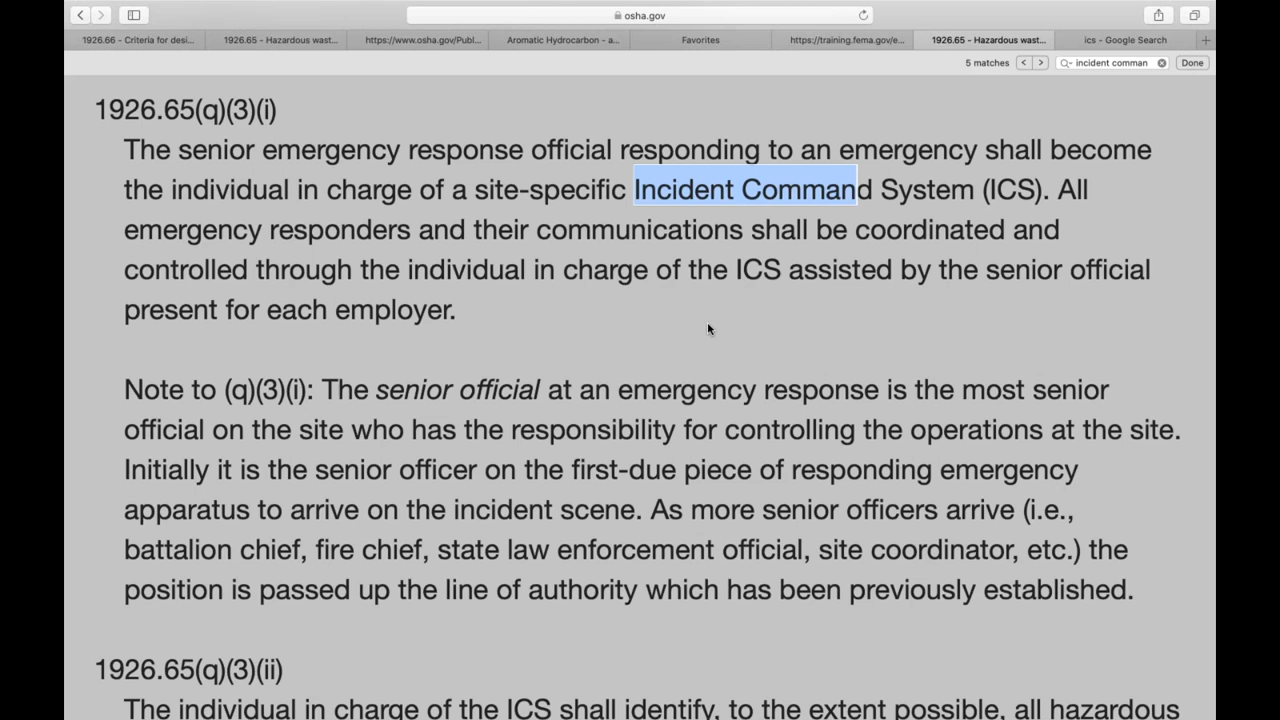 osha.gov
1926.66 - Criteria for desi...
1926.65 - Hazardous wast...
https://www.osha.gov/Publ...
Aromatic Hydrocarbon - a...
Favorites
https://training.fema.gov/e...
1926.65 - Hazardous wast...
ics - Google Search
5 matches
incident comman
Done
1926.65(q)(3)(i)
The senior emergency response official responding to an emergency shall become
the individual in charge of a site-specific Incident Command System (ICS). All
emergency responders and their communications shall be coordinated and
controlled through the individual in charge of the ICS assisted by the senior official
present for each employer.
Note to (q)(3)(i): The senior official at an emergency response is the most senior
official on the site who has the responsibility for controlling the operations at the site.
Initially it is the senior officer on the first-due piece of responding emergency
apparatus to arrive on the incident scene. As more senior officers arrive (i.e.,
battalion chief, fire chief, state law enforcement official, site coordinator, etc.) the
position is passed up the line of authority which has been previously established.
1926.65(q)(3)(ii)
The individual in charge of the ICS shall identify, to the extent possible, all hazardous